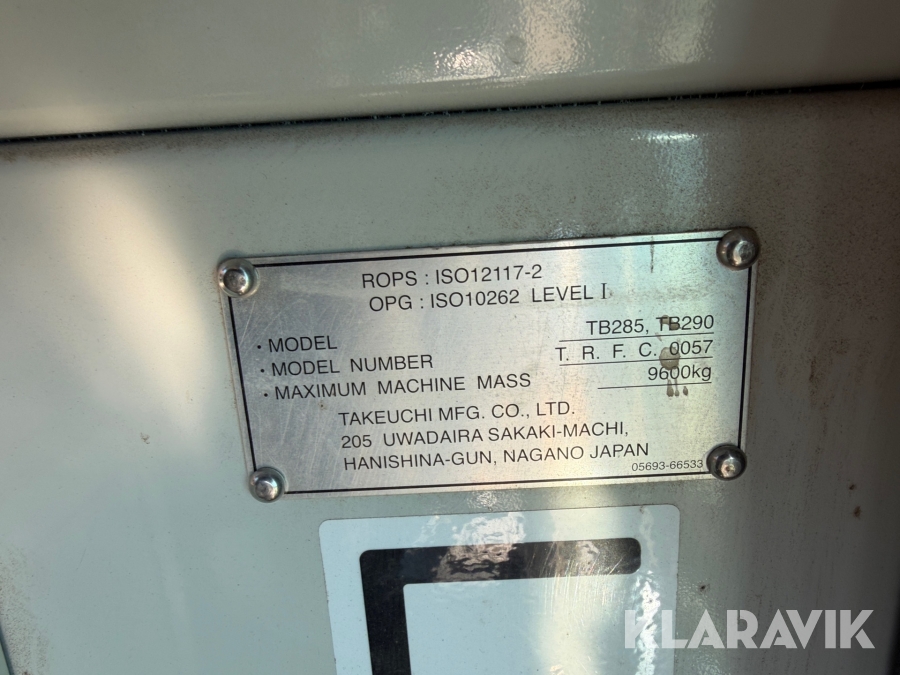 ROPS : ISO12117-2
OPG : ISO10262 LEVEL I
・MODEL TB285, TB290
・MODEL NUMBER T. R. F. C. 0057
・MAXIMUM MACHINE MASS 9600kg
TAKEUCHI MFG. CO., LTD.
205 UWADAIRA SAKAKI-MACHI,
HANISHINA-GUN, NAGANO JAPAN 05693-66533
KLARAVIK